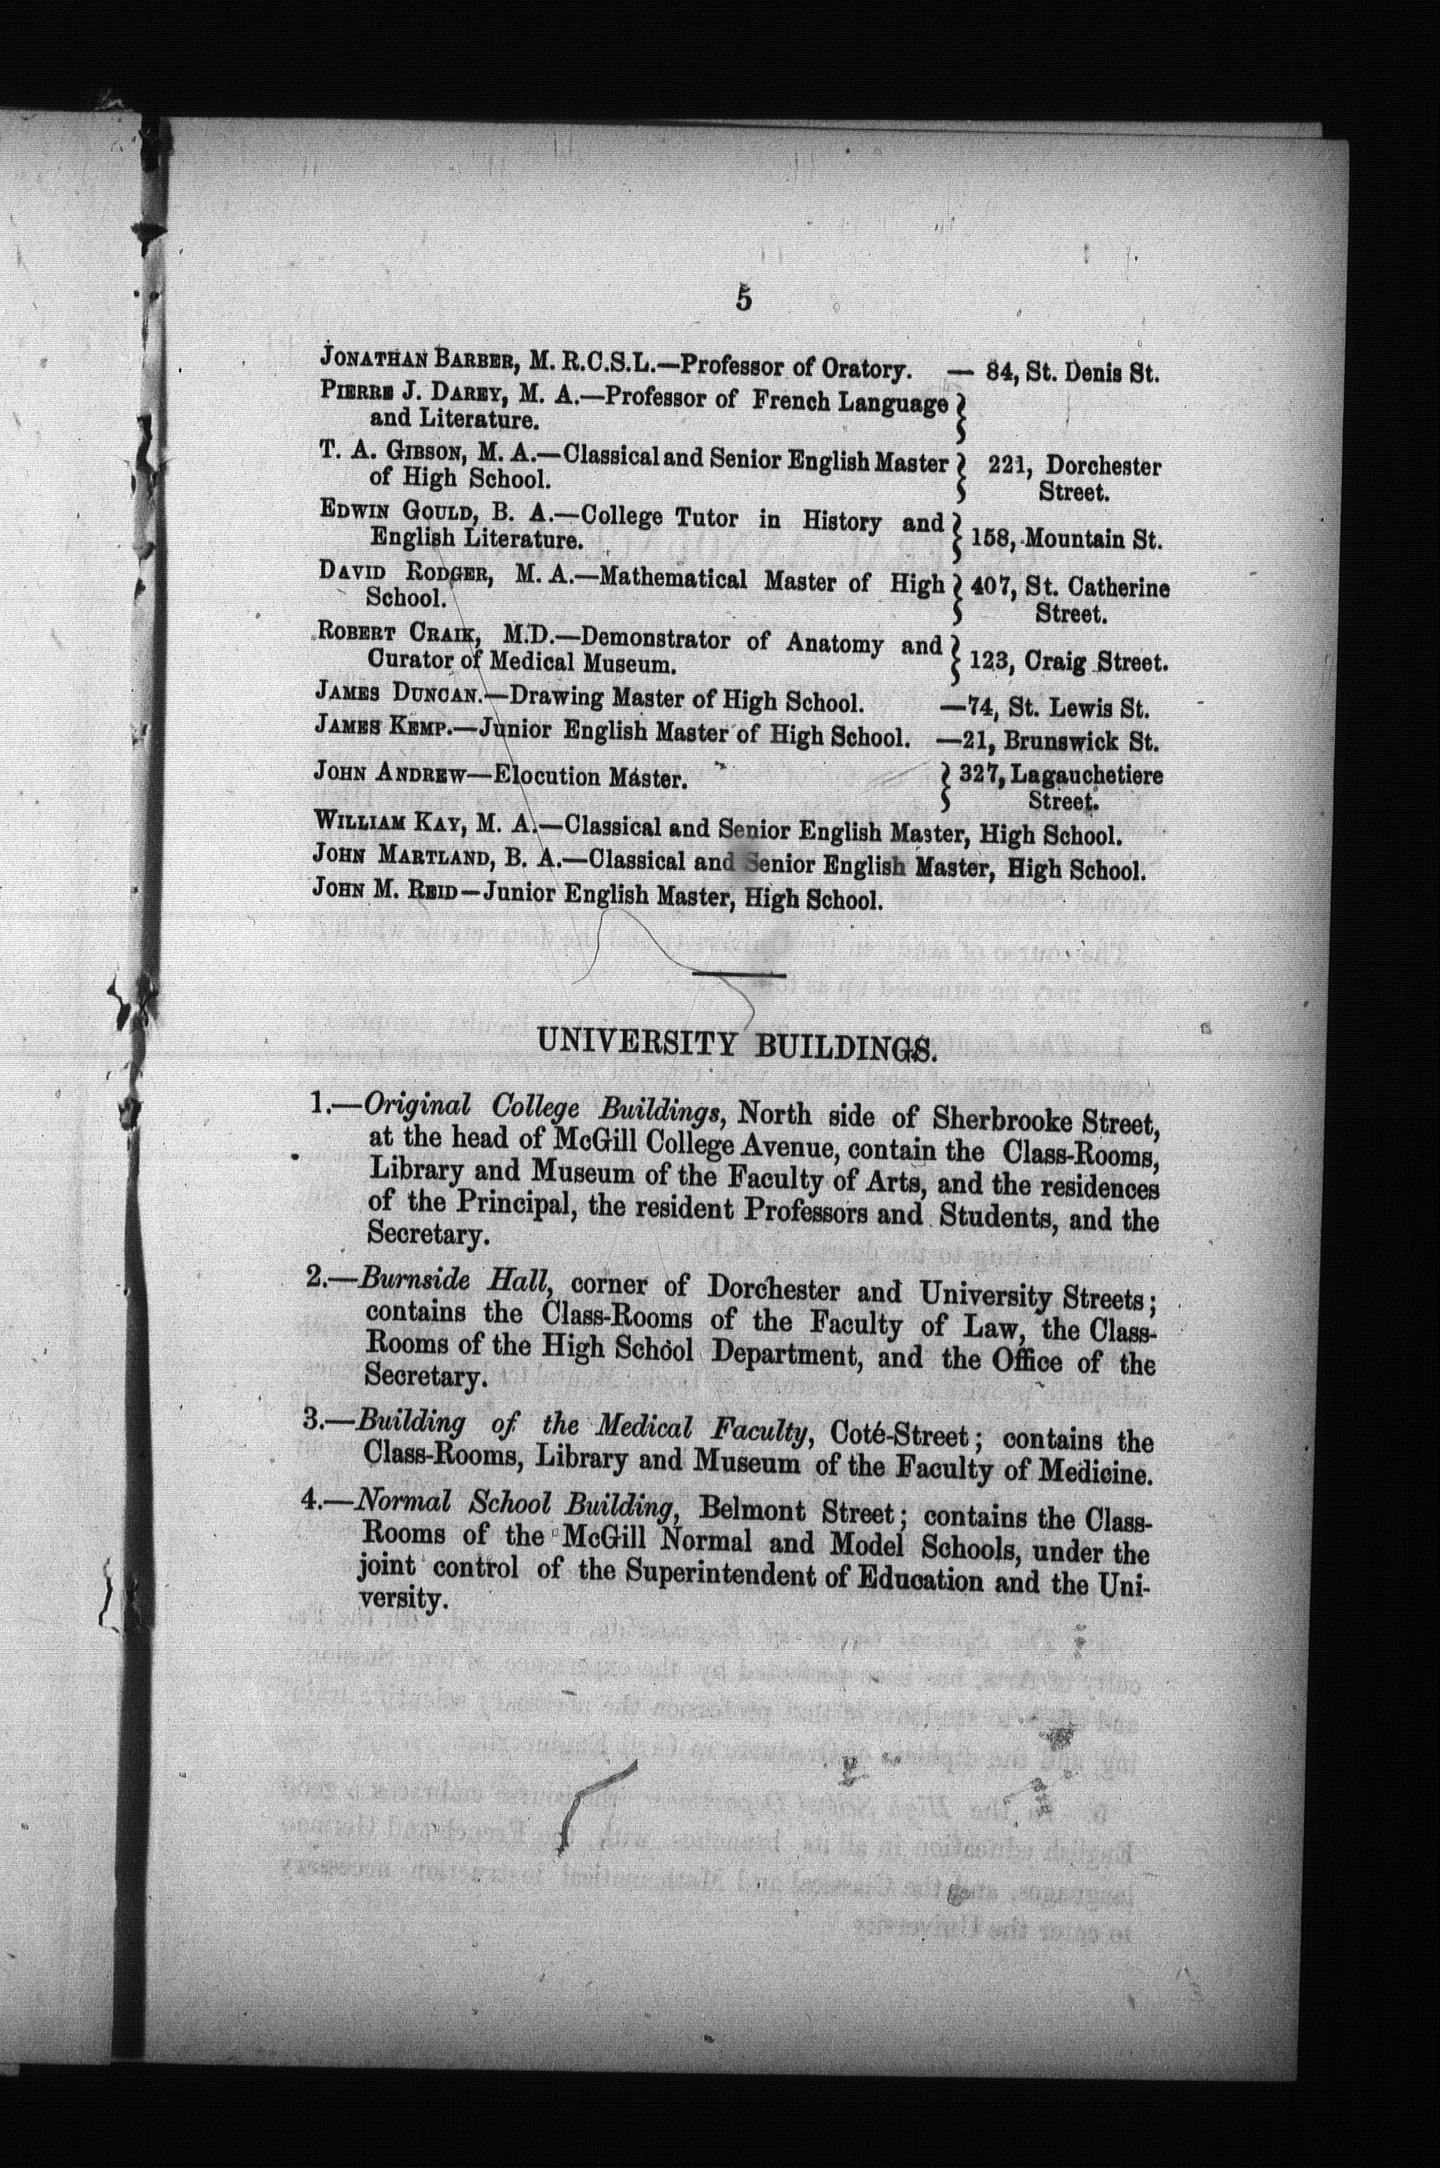 5
JONATHAN BARBER, M. R.C.S.L.—Professor of Oratory. — 84, St. Denis St.
PIERRE J. DAREY, M. A.—Professor of French Language
and Literature.
T. A. GIBSON, M. A.—Classical and Senior English Master } 221, Dorchester
of High School. Street.
EDWIN GOULD, B. A.—College Tutor in History and
English Literature. } 158, Mountain St.
DAVID RODGER, M. A.—Mathematical Master of High } 407, St. Catherine
School. Street.
ROBERT CRAIK, M.D.—Demonstrator of Anatomy and
Curator of Medical Museum. } 123, Craig Street.
JAMES DUNCAN.—Drawing Master of High School. —74, St. Lewis St.
JAMES KEMP.—Junior English Master of High School. —21, Brunswick St.
JOHN ANDREW—Elocution Master. } 327, Lagauchetiere
Street.
WILLIAM KAY, M. A.—Classical and Senior English Master, High School.
JOHN MARTLAND, B. A.—Classical and Senior English Master, High School.
JOHN M. REID—Junior English Master, High School.
UNIVERSITY BUILDINGS.
1.—Original College Buildings, North side of Sherbrooke Street,
at the head of McGill College Avenue, contain the Class-Rooms,
Library and Museum of the Faculty of Arts, and the residences
of the Principal, the resident Professors and Students, and the
Secretary.
2.—Burnside Hall, corner of Dorchester and University Streets;
contains the Class-Rooms of the Faculty of Law, the Class-
Rooms of the High School Department, and the Office of the
Secretary.
3.—Building of the Medical Faculty, Coté-Street; contains the
Class-Rooms, Library and Museum of the Faculty of Medicine.
4.—Normal School Building, Belmont Street; contains the Class-
Rooms of the McGill Normal and Model Schools, under the
joint control of the Superintendent of Education and the Uni-
versity.